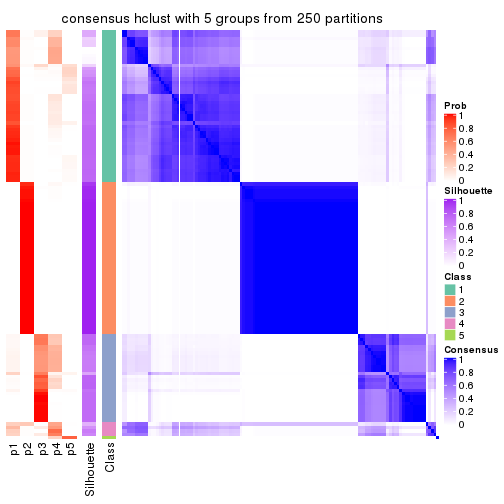 consensus hclust with 5 groups from 250 partitions
Prob
1
0.8
0.6
0.4
0.2
0
Silhouette
1
0.8
0.6
0.4
0.2
0
Class
1
2
3
4
5
Consensus
1
0.8
0.6
0.4
0.2
0
p1
p2
p3
p4
p5
Silhouette
Class